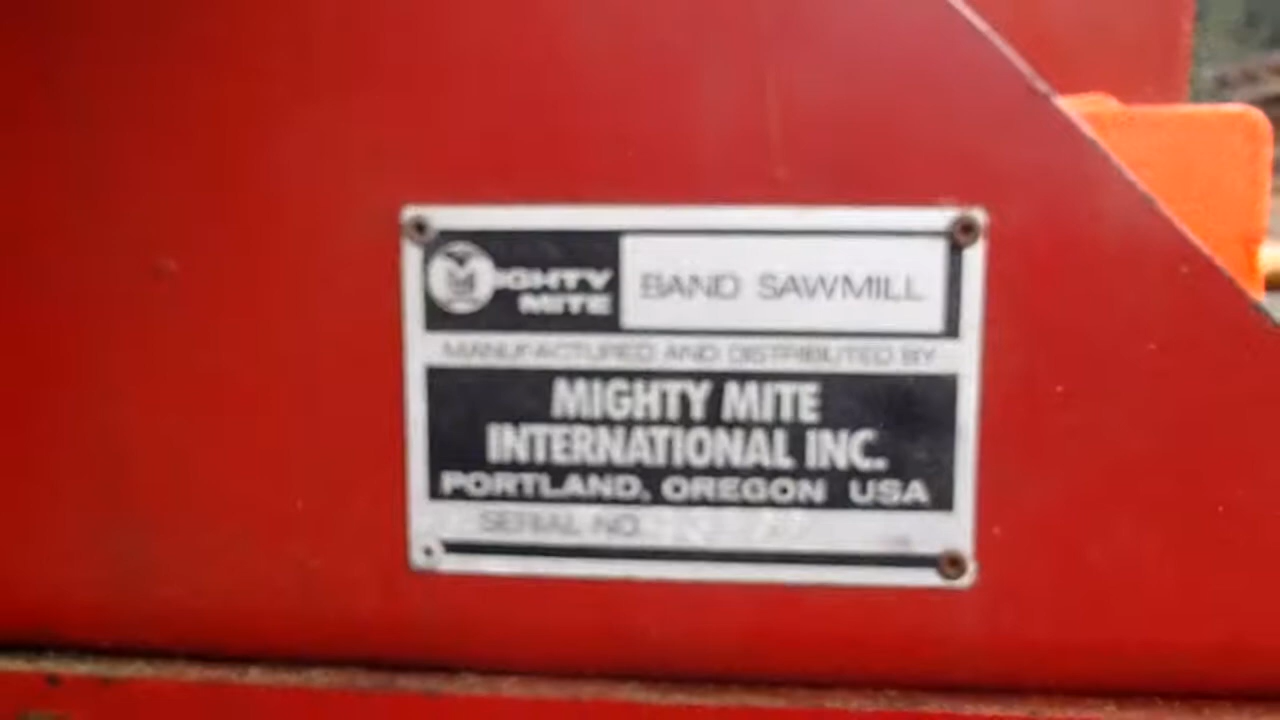 MIGHTY
MITE
BAND SAWMILL
MANUFACTURED AND DISTRIBUTED BY
MIGHTY MITE
INTERNATIONAL INC.
PORTLAND, OREGON USA
SERIAL NO.